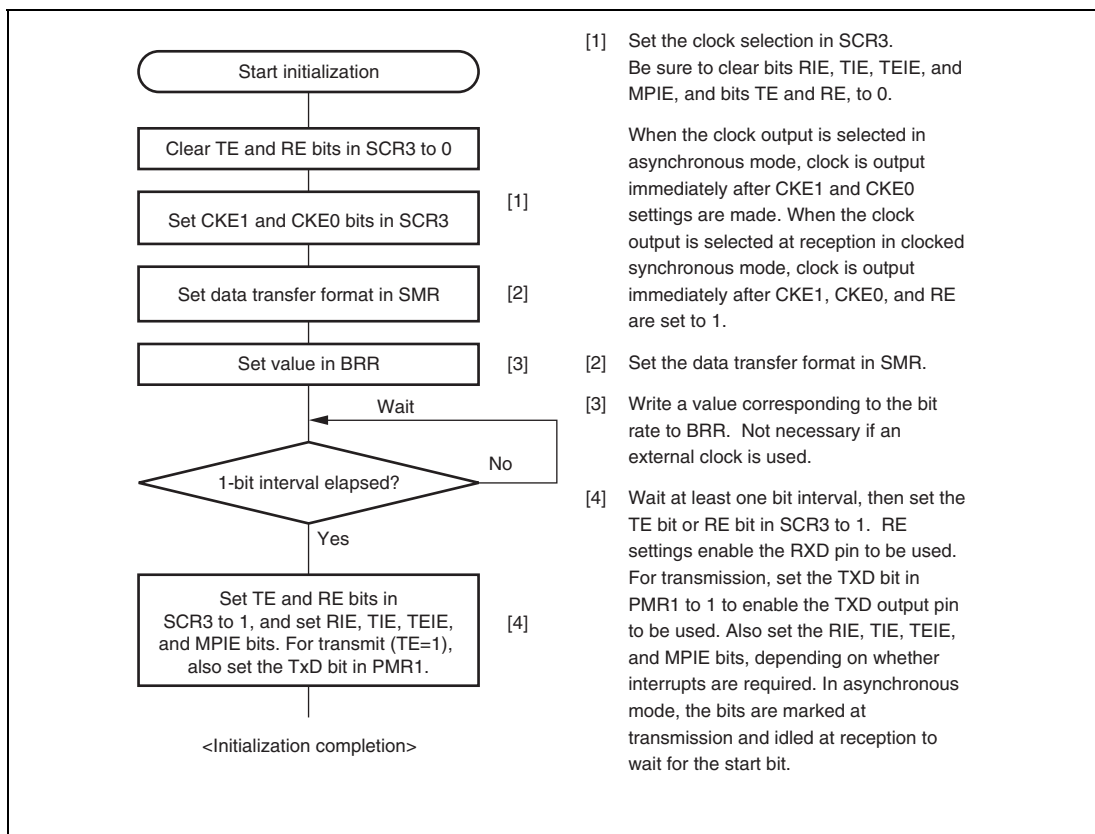 Start initialization
Clear TE and RE bits in SCR3 to 0
Set CKE1 and CKE0 bits in SCR3
[1]
Set data transfer format in SMR
[2]
Set value in BRR
[3]
Wait
1-bit interval elapsed?
No
Yes
Set TE and RE bits in
SCR3 to 1, and set RIE, TIE, TEIE,
and MPIE bits. For transmit (TE=1),
also set the TxD bit in PMR1.
[4]
<Initialization completion>
[1] Set the clock selection in SCR3.
Be sure to clear bits RIE, TIE, TEIE, and
MPIE, and bits TE and RE, to 0.
When the clock output is selected in
asynchronous mode, clock is output
immediately after CKE1 and CKE0
settings are made. When the clock
output is selected at reception in clocked
synchronous mode, clock is output
immediately after CKE1, CKE0, and RE
are set to 1.
[2] Set the data transfer format in SMR.
[3] Write a value corresponding to the bit
rate to BRR. Not necessary if an
external clock is used.
[4] Wait at least one bit interval, then set the
TE bit or RE bit in SCR3 to 1. RE
settings enable the RXD pin to be used.
For transmission, set the TXD bit in
PMR1 to 1 to enable the TXD output pin
to be used. Also set the RIE, TIE, TEIE,
and MPIE bits, depending on whether
interrupts are required. In asynchronous
mode, the bits are marked at
transmission and idled at reception to
wait for the start bit.